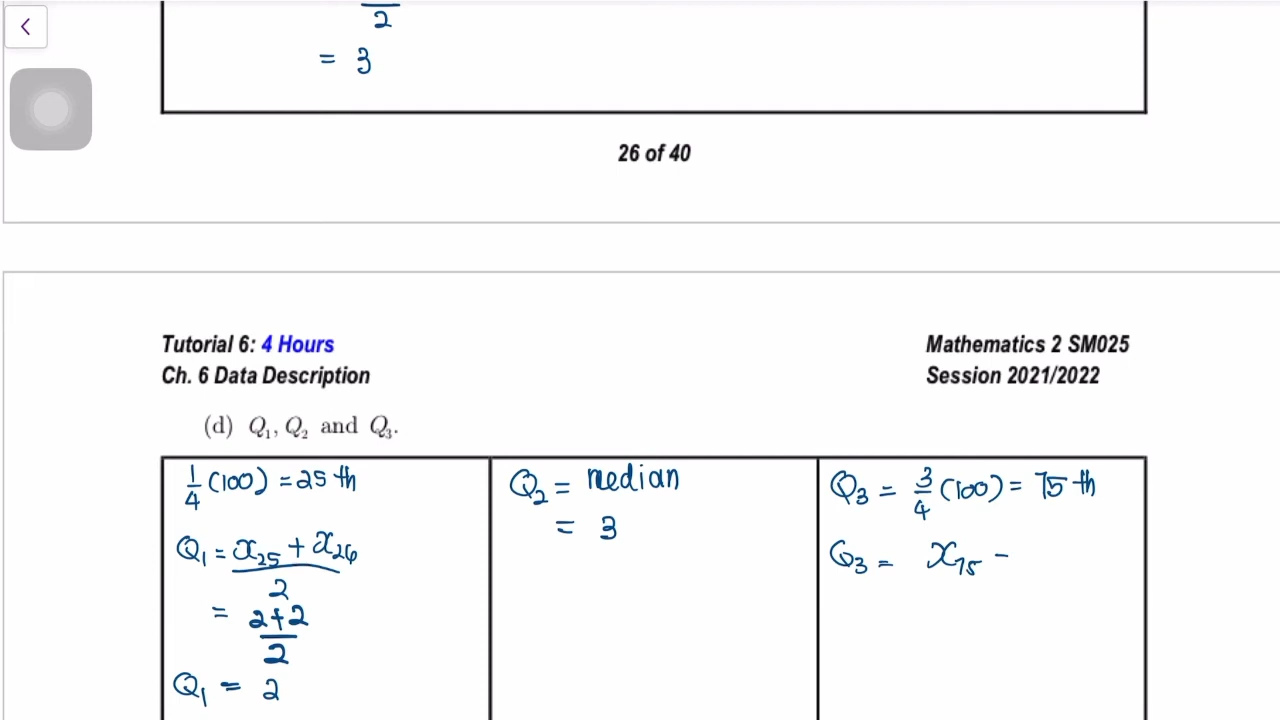 2
= 3
26 of 40
Tutorial 6: 4 Hours
Mathematics 2 SM025
Ch. 6 Data Description
Session 2021/2022
(d) Q₁, Q₂ and Q₃.
1/4 (100) = 25 th
Q₁ = x₂₅ + x₂₆
2
= 2+2
2
Q₁ = 2
Q₂ = median
= 3
Q₃ = 3/4 (100) = 75 th
Q₃ = x₇₅ -